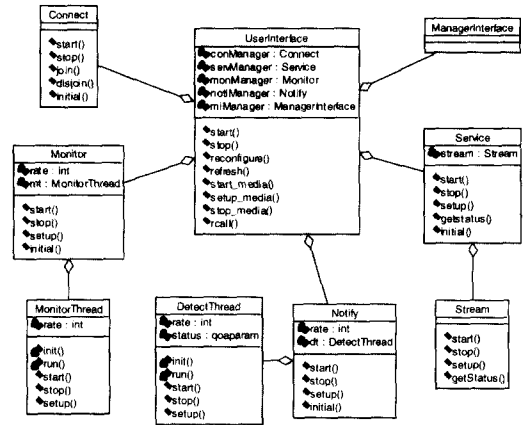 Connect
start()
stop()
join()
disjoin()
initial()
UserInterface
conManager : Connect
servManager : Service
monManager : Monitor
notiManager : Notify
miManager : ManagerInterface
start()
stop()
reconfigure()
refresh()
start_media()
setup_media()
stop_media()
rcall()
ManagerInterface
Monitor
rate : int
mt : MonitorThread
start()
stop()
setup()
initial()
Service
stream : Stream
start()
stop()
setup()
getstatus()
initial()
MonitorThread
rate : int
init()
run()
start()
stop()
setup()
DetectThread
rate : int
status : qoaparam
init()
run()
start()
stop()
setup()
Notify
rate : int
dt : DetectThread
start()
stop()
setup()
initial()
Stream
start()
stop()
setup()
getStatus()